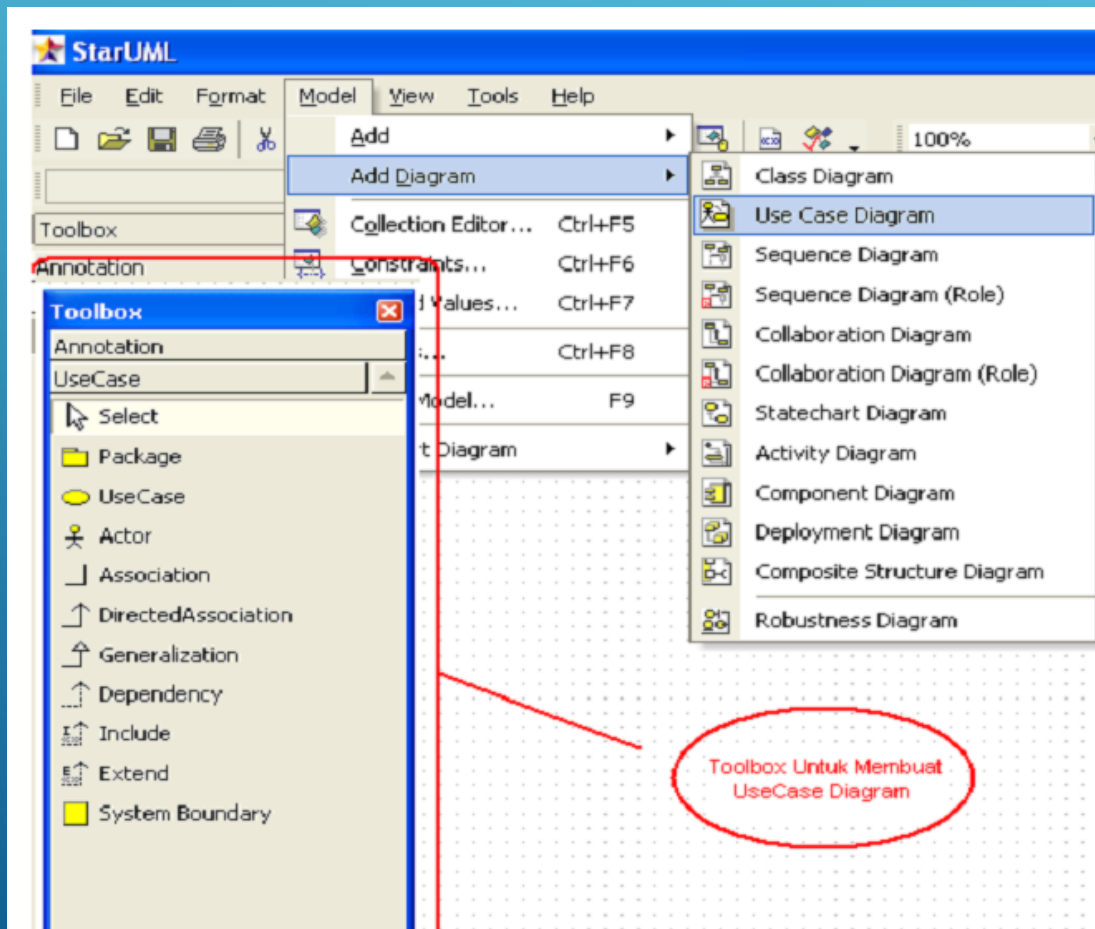 StarUML
File Edit Format Model View Tools Help
Add
100%
Add Diagram
Class Diagram
Use Case Diagram
Toolbox
Collection Editor... Ctrl+F5
Sequence Diagram
Annotation
Constraints... Ctrl+F6
Sequence Diagram (Role)
Values... Ctrl+F7
Collaboration Diagram
Ctrl+F8
Collaboration Diagram (Role)
Model... F9
Statechart Diagram
Diagram
Activity Diagram
Component Diagram
Deployment Diagram
Composite Structure Diagram
Robustness Diagram
Toolbox
Annotation
UseCase
Select
Package
UseCase
Actor
Association
DirectedAssociation
Generalization
Dependency
Include
Extend
System Boundary
Toolbox Untuk Membuat
UseCase Diagram